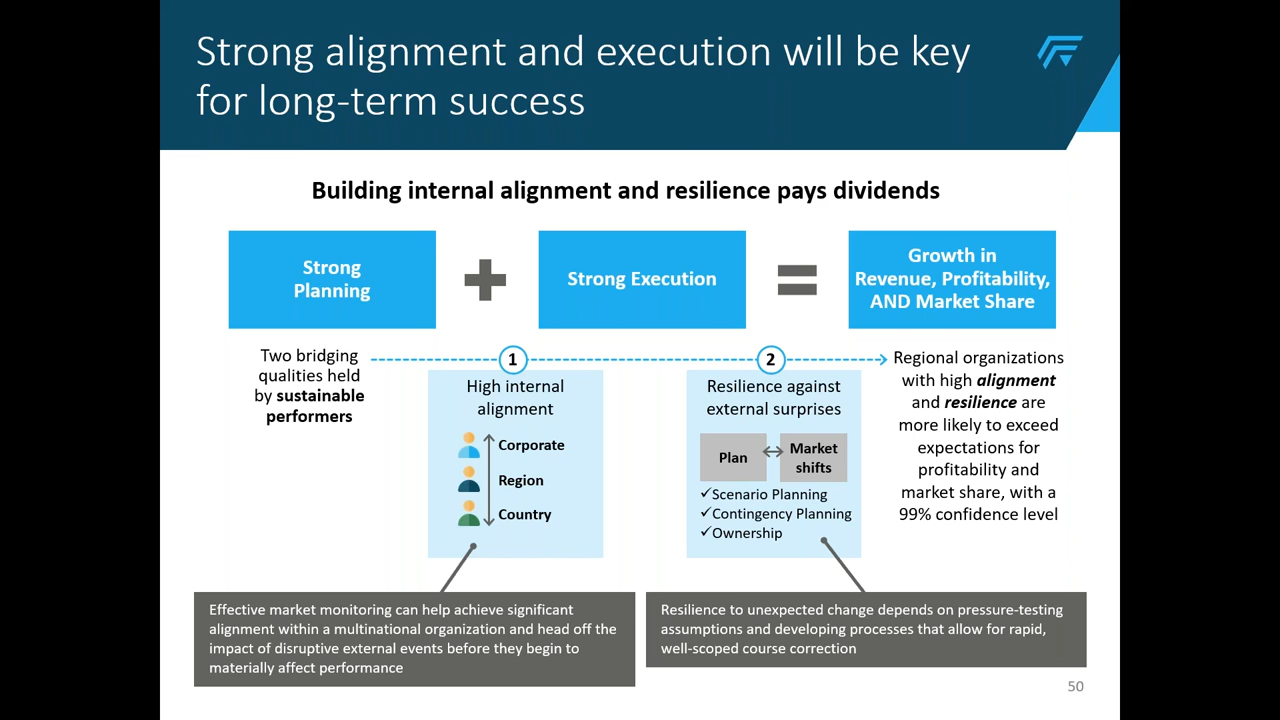 Strong alignment and execution will be key
for long-term success
Building internal alignment and resilience pays dividends
Strong
Planning
Strong Execution
Growth in
Revenue, Profitability,
AND Market Share
Two bridging
qualities held
by sustainable
performers
1
High internal
alignment
Corporate
Region
Country
2
Resilience against
external surprises
Plan
Market
shifts
✓Scenario Planning
✓Contingency Planning
✓Ownership
Regional organizations
with high alignment
and resilience are
more likely to exceed
expectations for
profitability and
market share, with a
99% confidence level
Effective market monitoring can help achieve significant
alignment within a multinational organization and head off the
impact of disruptive external events before they begin to
materially affect performance
Resilience to unexpected change depends on pressure-testing
assumptions and developing processes that allow for rapid,
well-scoped course correction
50